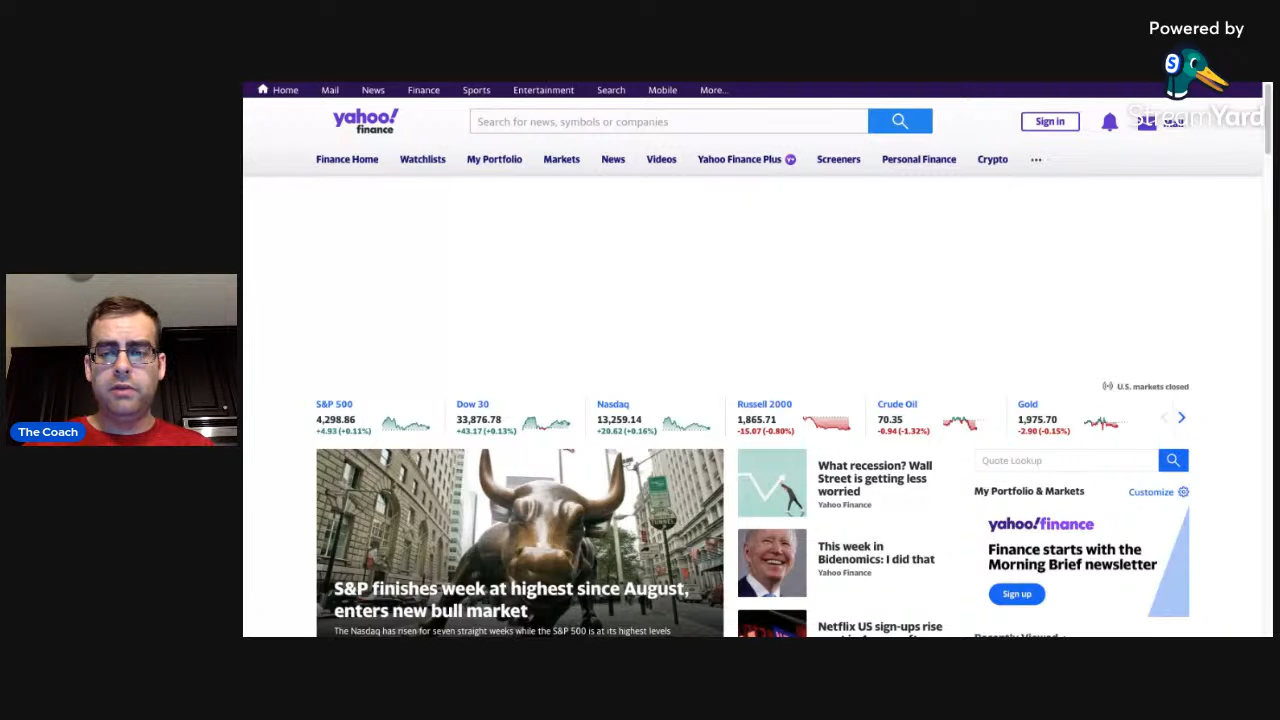 Powered by
S
StreamYard
Home Mail News Finance Sports Entertainment Search Mobile More...
yahoo!
finance
Search for news, symbols or companies
Sign in
Mail
Finance Home Watchlists My Portfolio Markets News Videos Yahoo Finance Plus Screeners Personal Finance Crypto ...
U.S. markets closed
S&P 500 Dow 30 Nasdaq Russell 2000 Crude Oil Gold
4,298.86 33,876.78 13,259.14 1,865.71 70.35 1,975.70
+4.93 (+0.11%) +43.17 (+0.13%) +20.62 (+0.16%) -15.07 (-0.80%) -0.94 (-1.32%) -2.90 (-0.15%)
The Coach
TUNNEL
S&P finishes week at highest since August,
enters new bull market
The Nasdaq has risen for seven straight weeks while the S&P 500 is at its highest levels
What recession? Wall
Street is getting less
worried
Yahoo Finance
This week in
Bidenomics: I did that
Yahoo Finance
Netflix US sign-ups rise
Quote Lookup
My Portfolio & Markets Customize
yahoo!finance
Finance starts with the
Morning Brief newsletter
Sign up
Recently Viewed